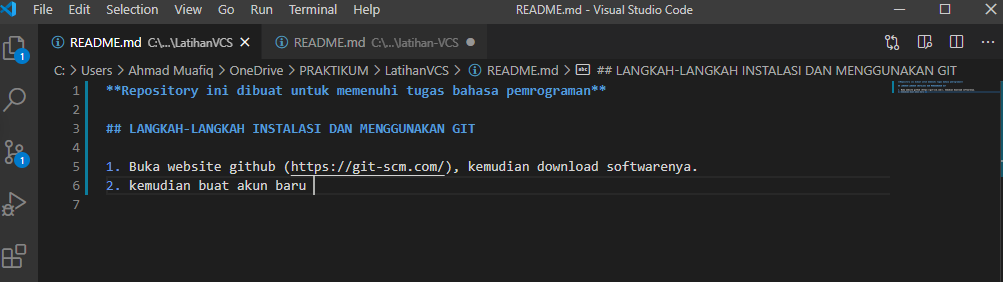 File Edit Selection View Go Run Terminal Help README.md - Visual Studio Code
README.md C:\...\LatihanVCS README.md C:\...\latihan-VCS
C: > Users > Ahmad Muafiq > OneDrive > PRAKTIKUM > LatihanVCS > README.md > ## LANGKAH-LANGKAH INSTALASI DAN MENGGUNAKAN GIT
1 **Repository ini dibuat untuk memenuhi tugas bahasa pemrograman**
2
3 ## LANGKAH-LANGKAH INSTALASI DAN MENGGUNAKAN GIT
4
5 1. Buka website github (https://git-scm.com/), kemudian download softwarenya.
6 2. kemudian buat akun baru
7
1
1